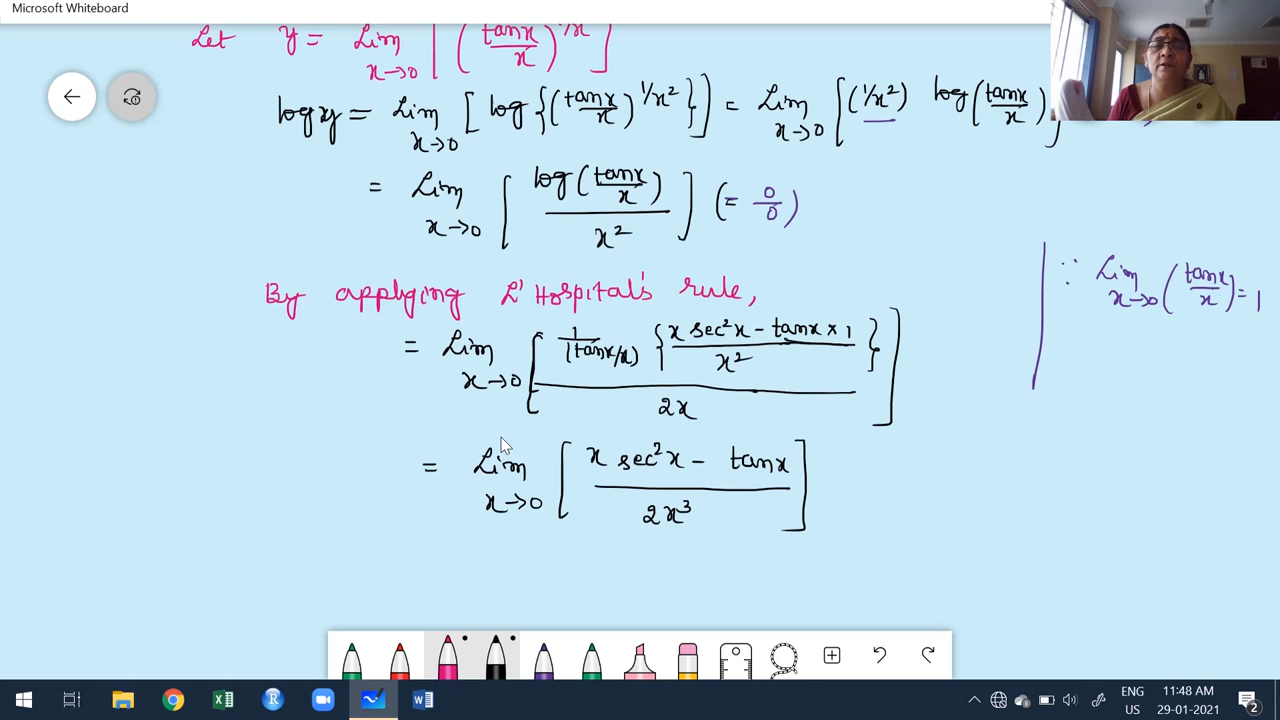 Microsoft Whiteboard
Let y = Lim x→0 [ (tanx/x)^1/x² ]
log y = Lim x→0 [ log { (tanx/x)^1/x² } ] = Lim x→0 [ (1/x²) log (tanx/x) ]
= Lim x→0 [ log (tanx/x) / x² ] (= 0/0)
∵ Lim x→0 (tanx/x) = 1
By applying L' Hospital's rule,
= Lim x→0 [ 1/(tanx/x) { x sec²x - tanx × 1 / x² } / 2x ]
= Lim x→0 [ x sec²x - tanx / 2x³ ]
ENG
US
11:48 AM
29-01-2021
2